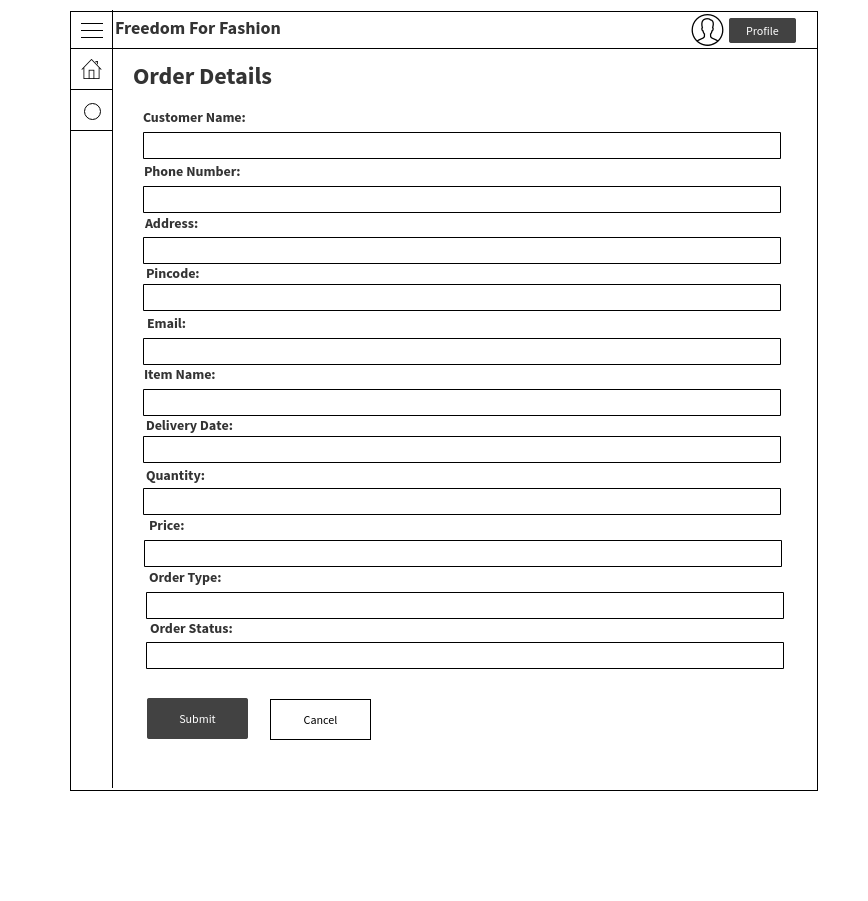 Freedom For Fashion
Profile
Order Details
Customer Name:
Phone Number:
Address:
Pincode:
Email:
Item Name:
Delivery Date:
Quantity:
Price:
Order Type:
Order Status:
Submit
Cancel